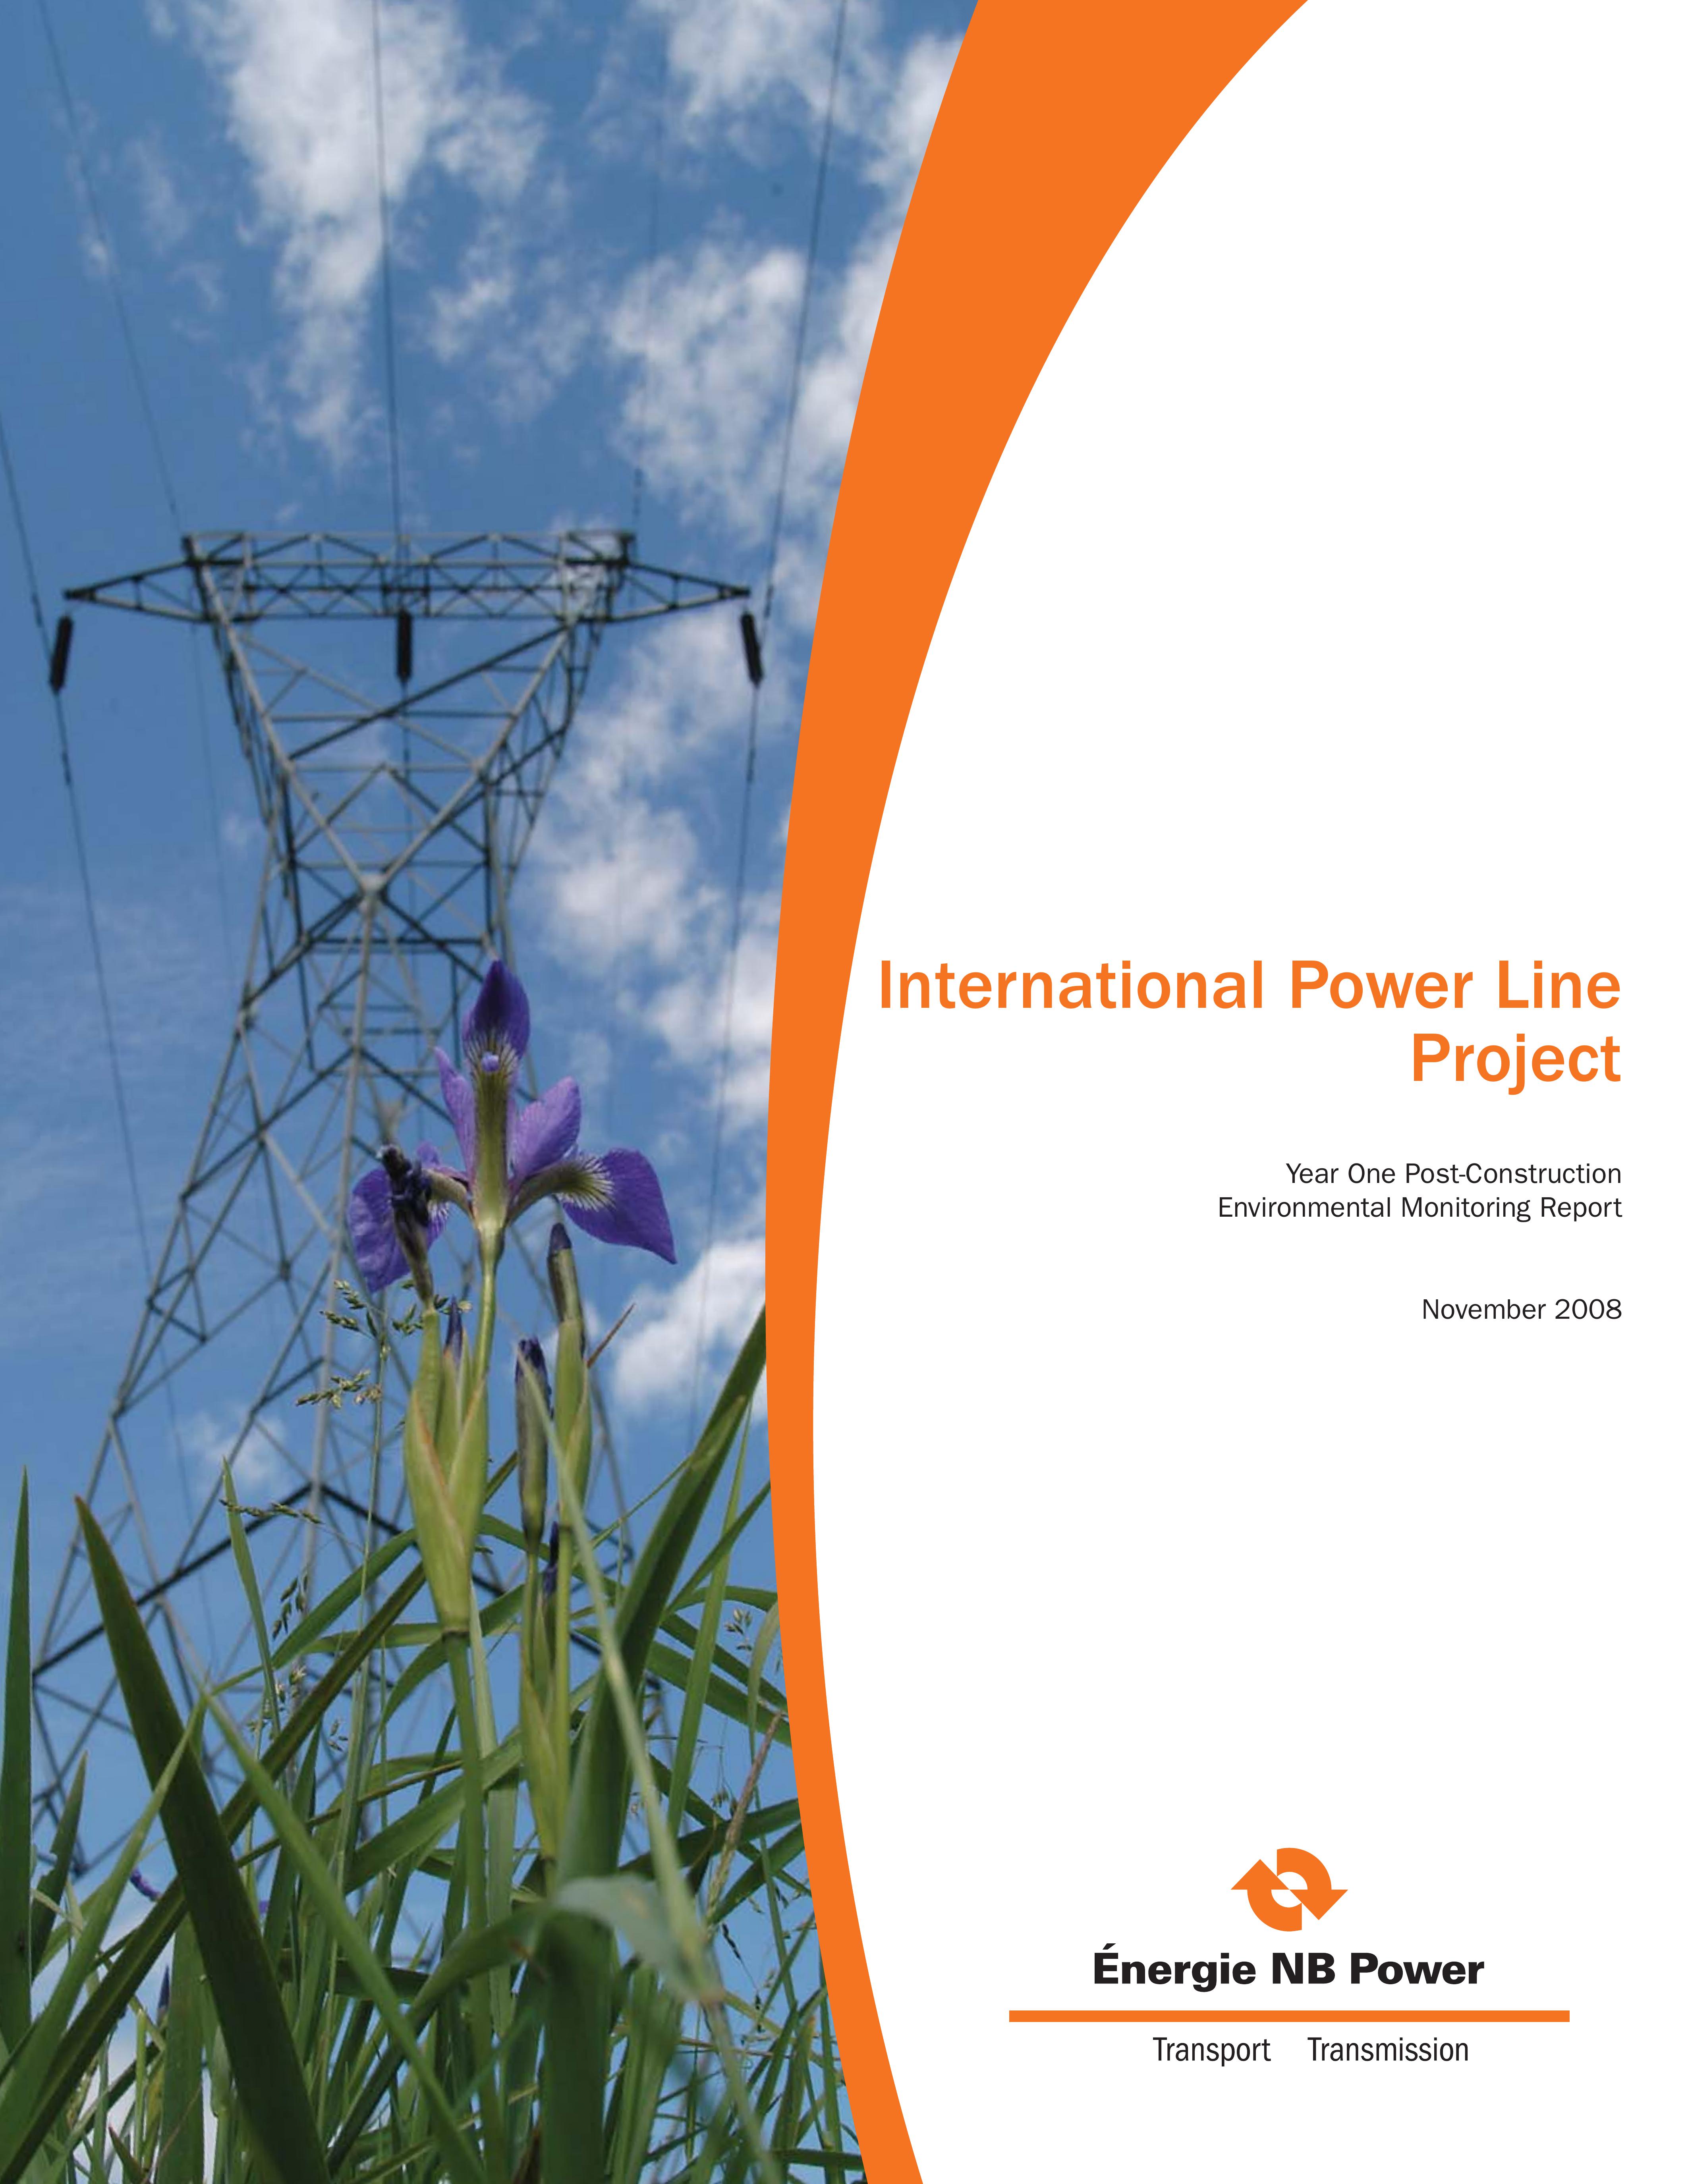 International Power Line
Project
Year One Post-Construction
Environmental Monitoring Report
November 2008
Énergie NB Power
Transport Transmission